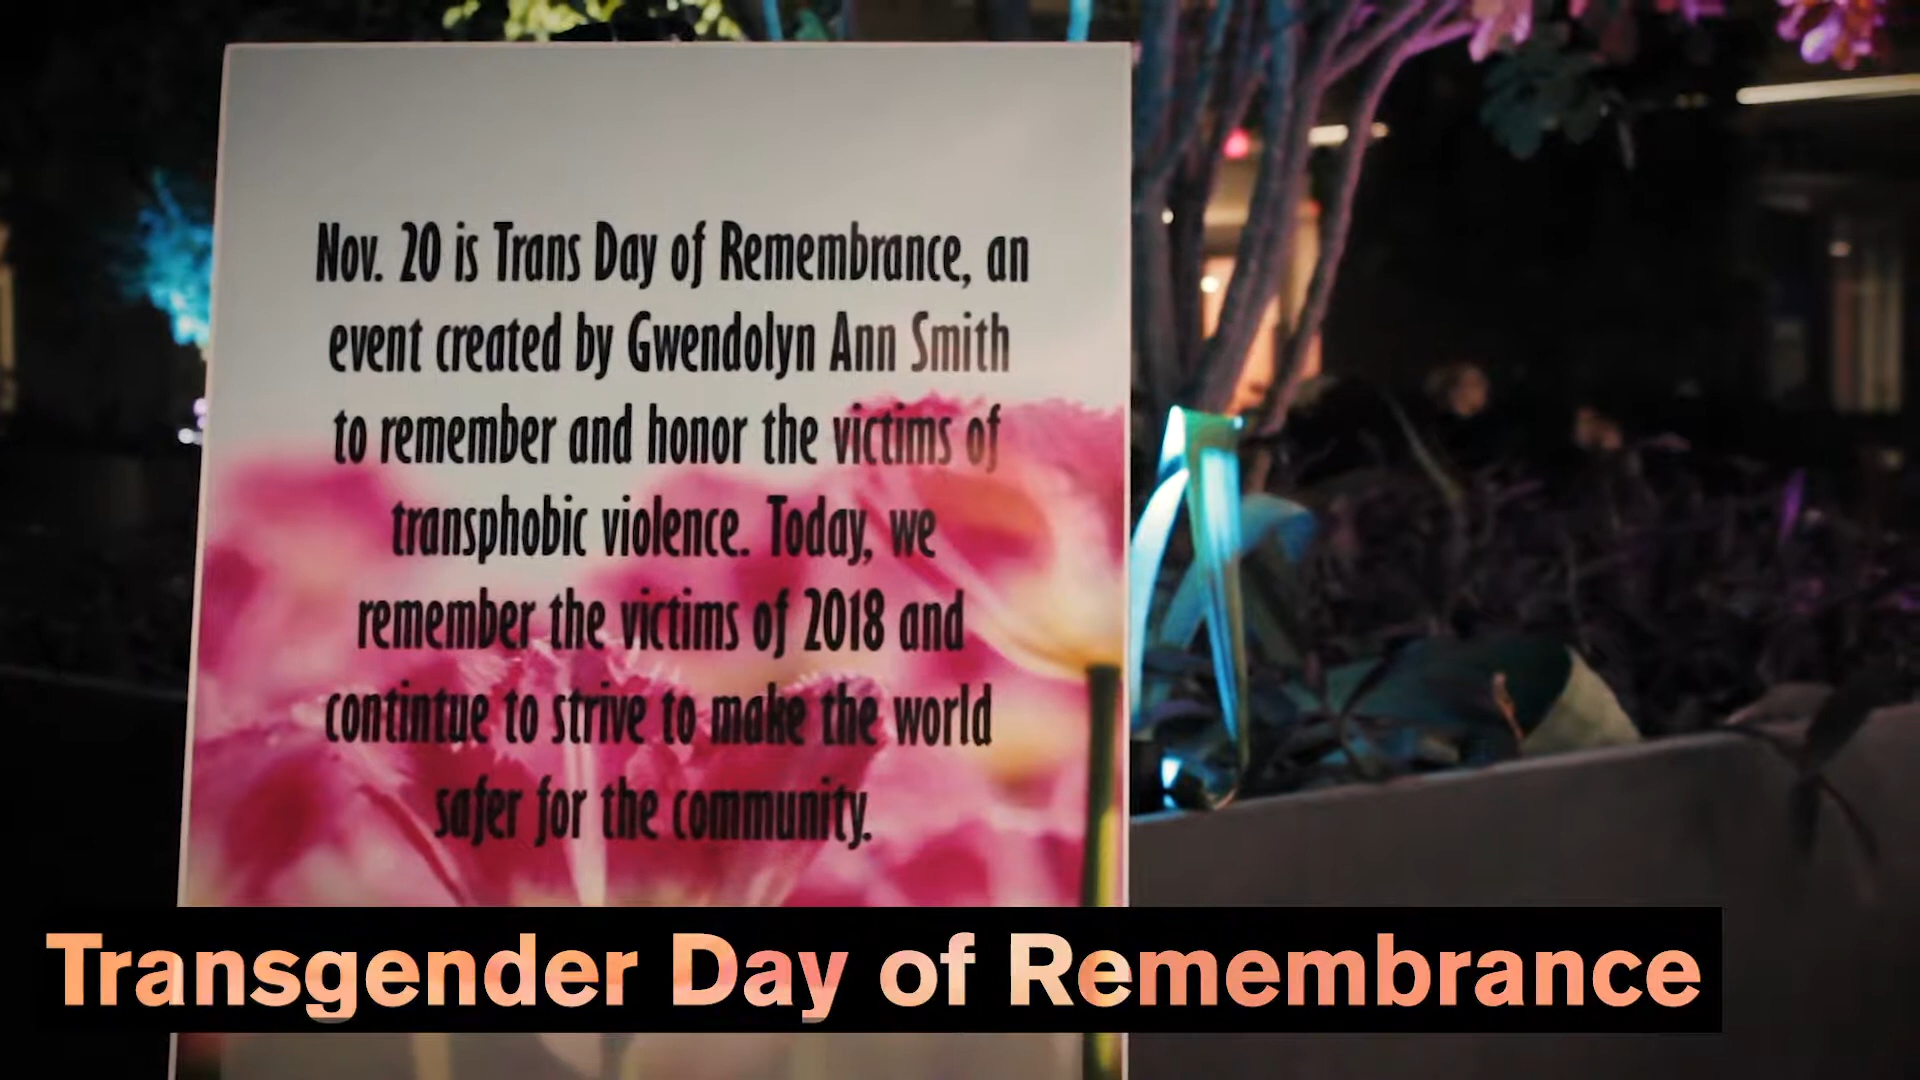 Nov. 20 is Trans Day of Remembrance, an
event created by Gwendolyn Ann Smith
to remember and honor the victims of
transphobic violence. Today, we
remember the victims of 2018 and
contintue to strive to make the world
safer for the community.
Transgender Day of Remembrance